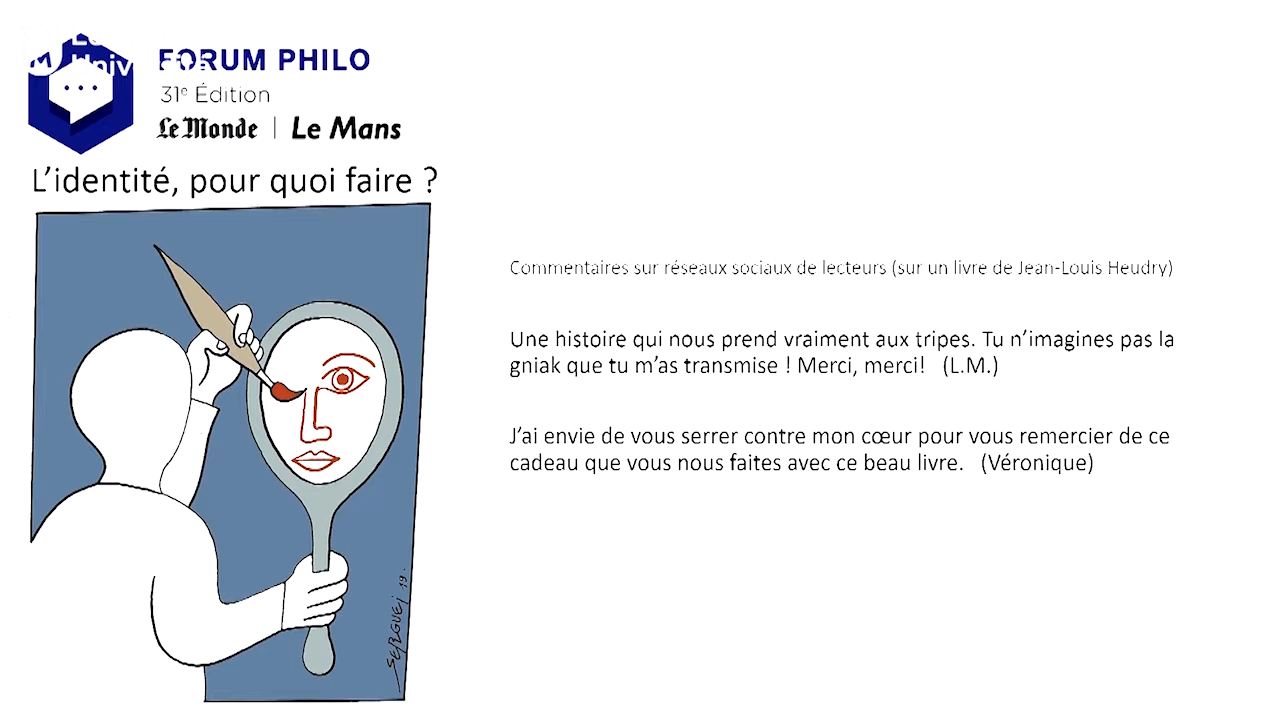 FORUM PHILO
31e Édition
Le Monde | Le Mans
L’identité, pour quoi faire ?
Commentaires sur réseaux sociaux de lecteurs (sur un livre de Jean-Louis Heudry)
Une histoire qui nous prend vraiment aux tripes. Tu n’imagines pas la
gniak que tu m’as transmise ! Merci, merci! (L.M.)
J’ai envie de vous serrer contre mon cœur pour vous remercier de ce
cadeau que vous nous faites avec ce beau livre. (Véronique)
SERGUEI 19.